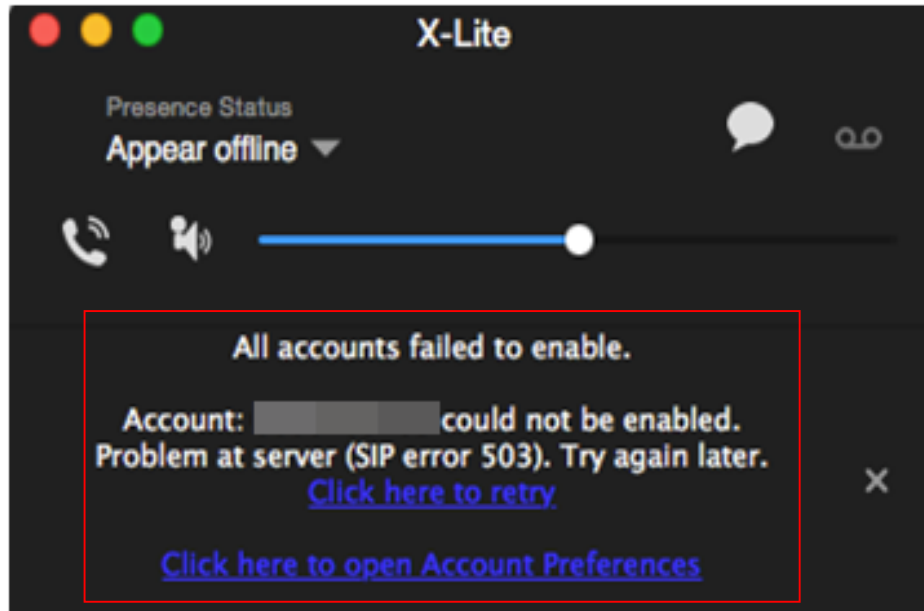 X-Lite
Presence Status
Appear offline
All accounts failed to enable.
Account: could not be enabled.
Problem at server (SIP error 503). Try again later.
Click here to retry
Click here to open Account Preferences